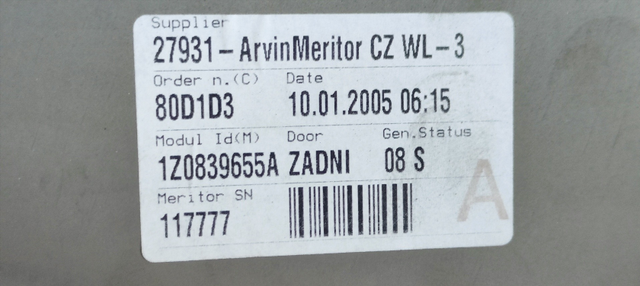 Supplier
27931-ArvinMeritor CZ WL-3
Order n.(C) Date
80D1D3 10.01.2005 06:15
Modul Id(M) Door Gen.Status
1Z0839655A ZADNI 08 S
Meritor SN
117777
A